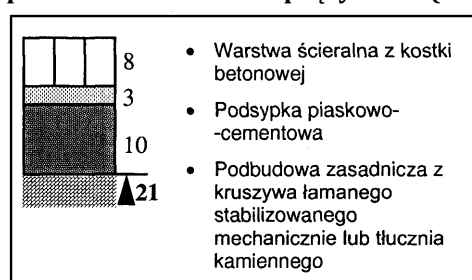 8
3
10
21
• Warstwa ścieralna z kostki
betonowej
• Podsypka piaskowo-
-cementowa
• Podbudowa zasadnicza z
kruszywa łamanego
stabilizowanego
mechanicznie lub tłucznia
kamiennego